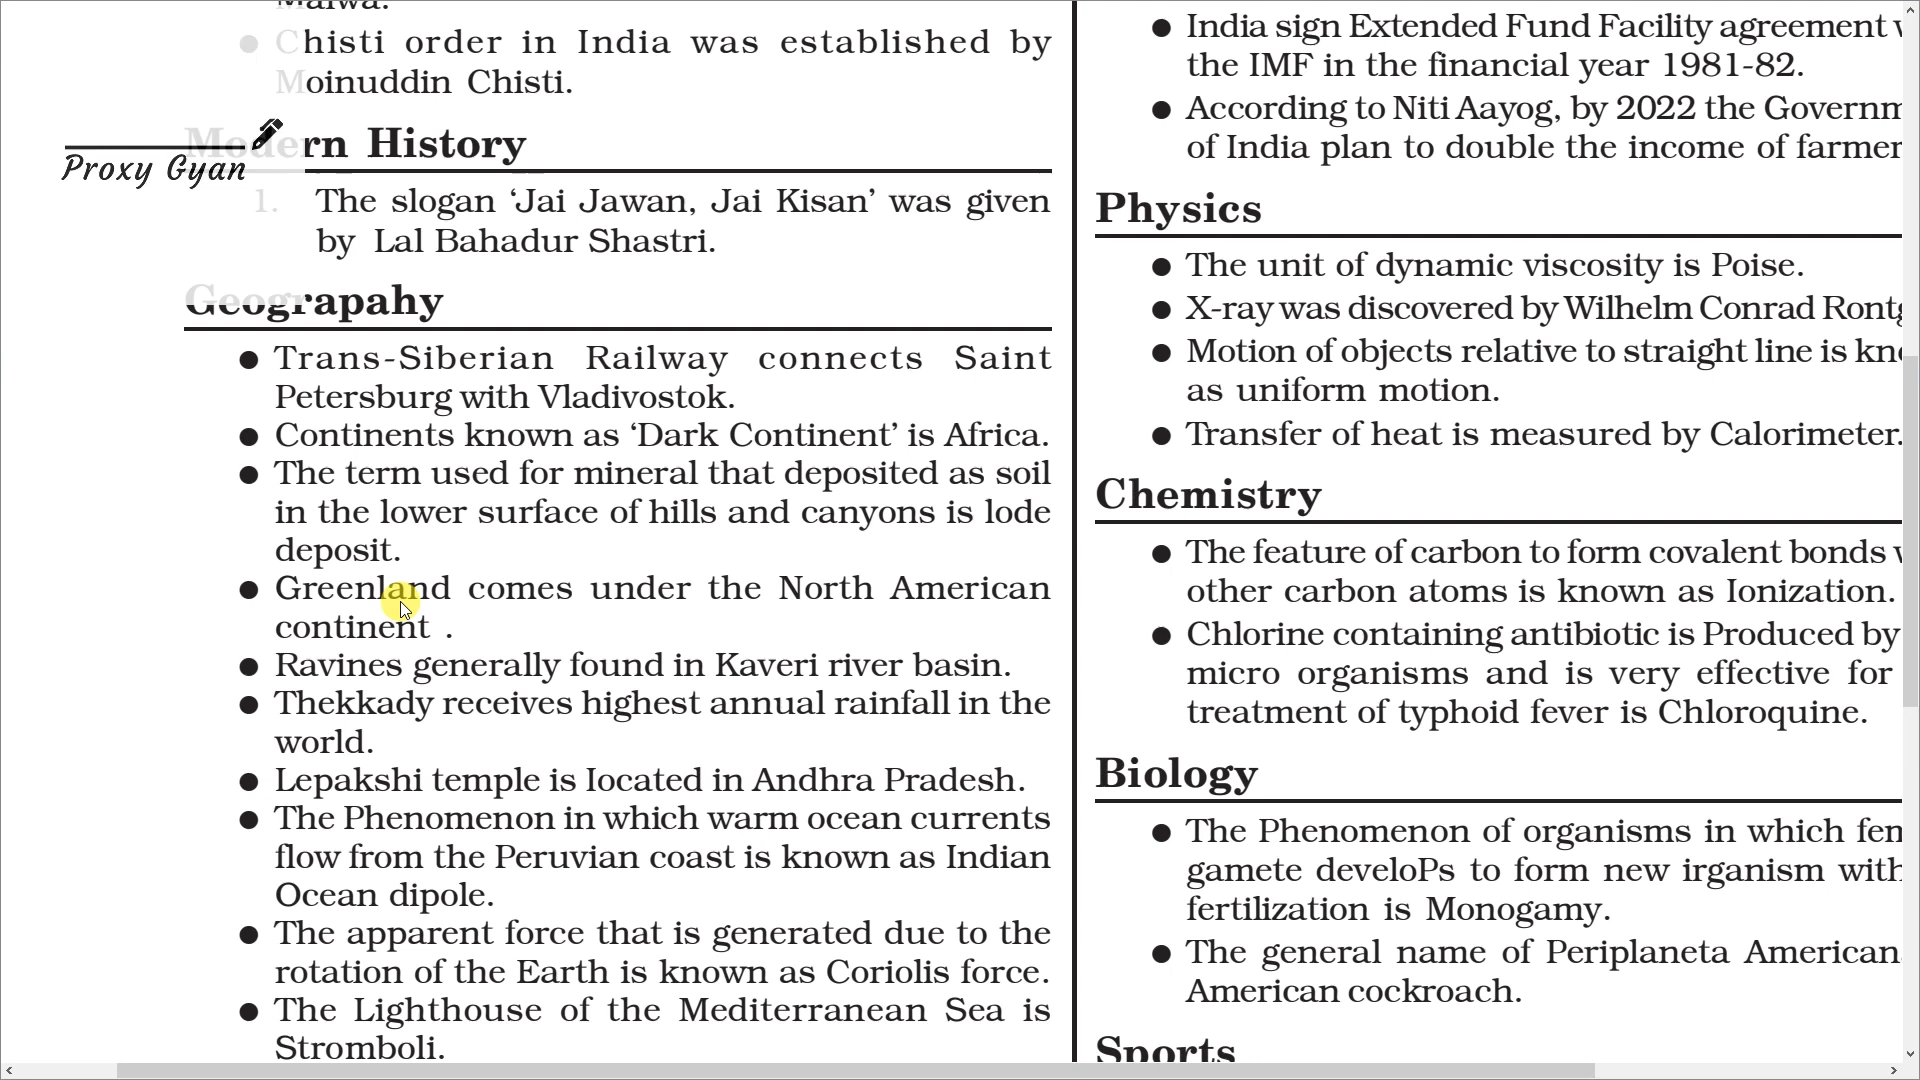 Malwa.
● Chisti order in India was established by
Moinuddin Chisti.
Modern History
Proxy Gyan
1. The slogan ‘Jai Jawan, Jai Kisan’ was given
by Lal Bahadur Shastri.
Geograpahy
● Trans-Siberian Railway connects Saint
Petersburg with Vladivostok.
● Continents known as ‘Dark Continent’ is Africa.
● The term used for mineral that deposited as soil
in the lower surface of hills and canyons is lode
deposit.
● Greenland comes under the North American
continent .
● Ravines generally found in Kaveri river basin.
● Thekkady receives highest annual rainfall in the
world.
● Lepakshi temple is Iocated in Andhra Pradesh.
● The Phenomenon in which warm ocean currents
flow from the Peruvian coast is known as Indian
Ocean dipole.
● The apparent force that is generated due to the
rotation of the Earth is known as Coriolis force.
● The Lighthouse of the Mediterranean Sea is
Stromboli.
● India sign Extended Fund Facility agreement
the IMF in the financial year 1981-82.
● According to Niti Aayog, by 2022 the Governm
of India plan to double the income of farmer
Physics
● The unit of dynamic viscosity is Poise.
● X-ray was discovered by Wilhelm Conrad Rontg
● Motion of objects relative to straight line is kno
as uniform motion.
● Transfer of heat is measured by Calorimeter.
Chemistry
● The feature of carbon to form covalent bonds
other carbon atoms is known as Ionization.
● Chlorine containing antibiotic is Produced by
micro organisms and is very effective for
treatment of typhoid fever is Chloroquine.
Biology
● The Phenomenon of organisms in which fem
gamete develoPs to form new irganism with
fertilization is Monogamy.
● The general name of Periplaneta American
American cockroach.
Sports